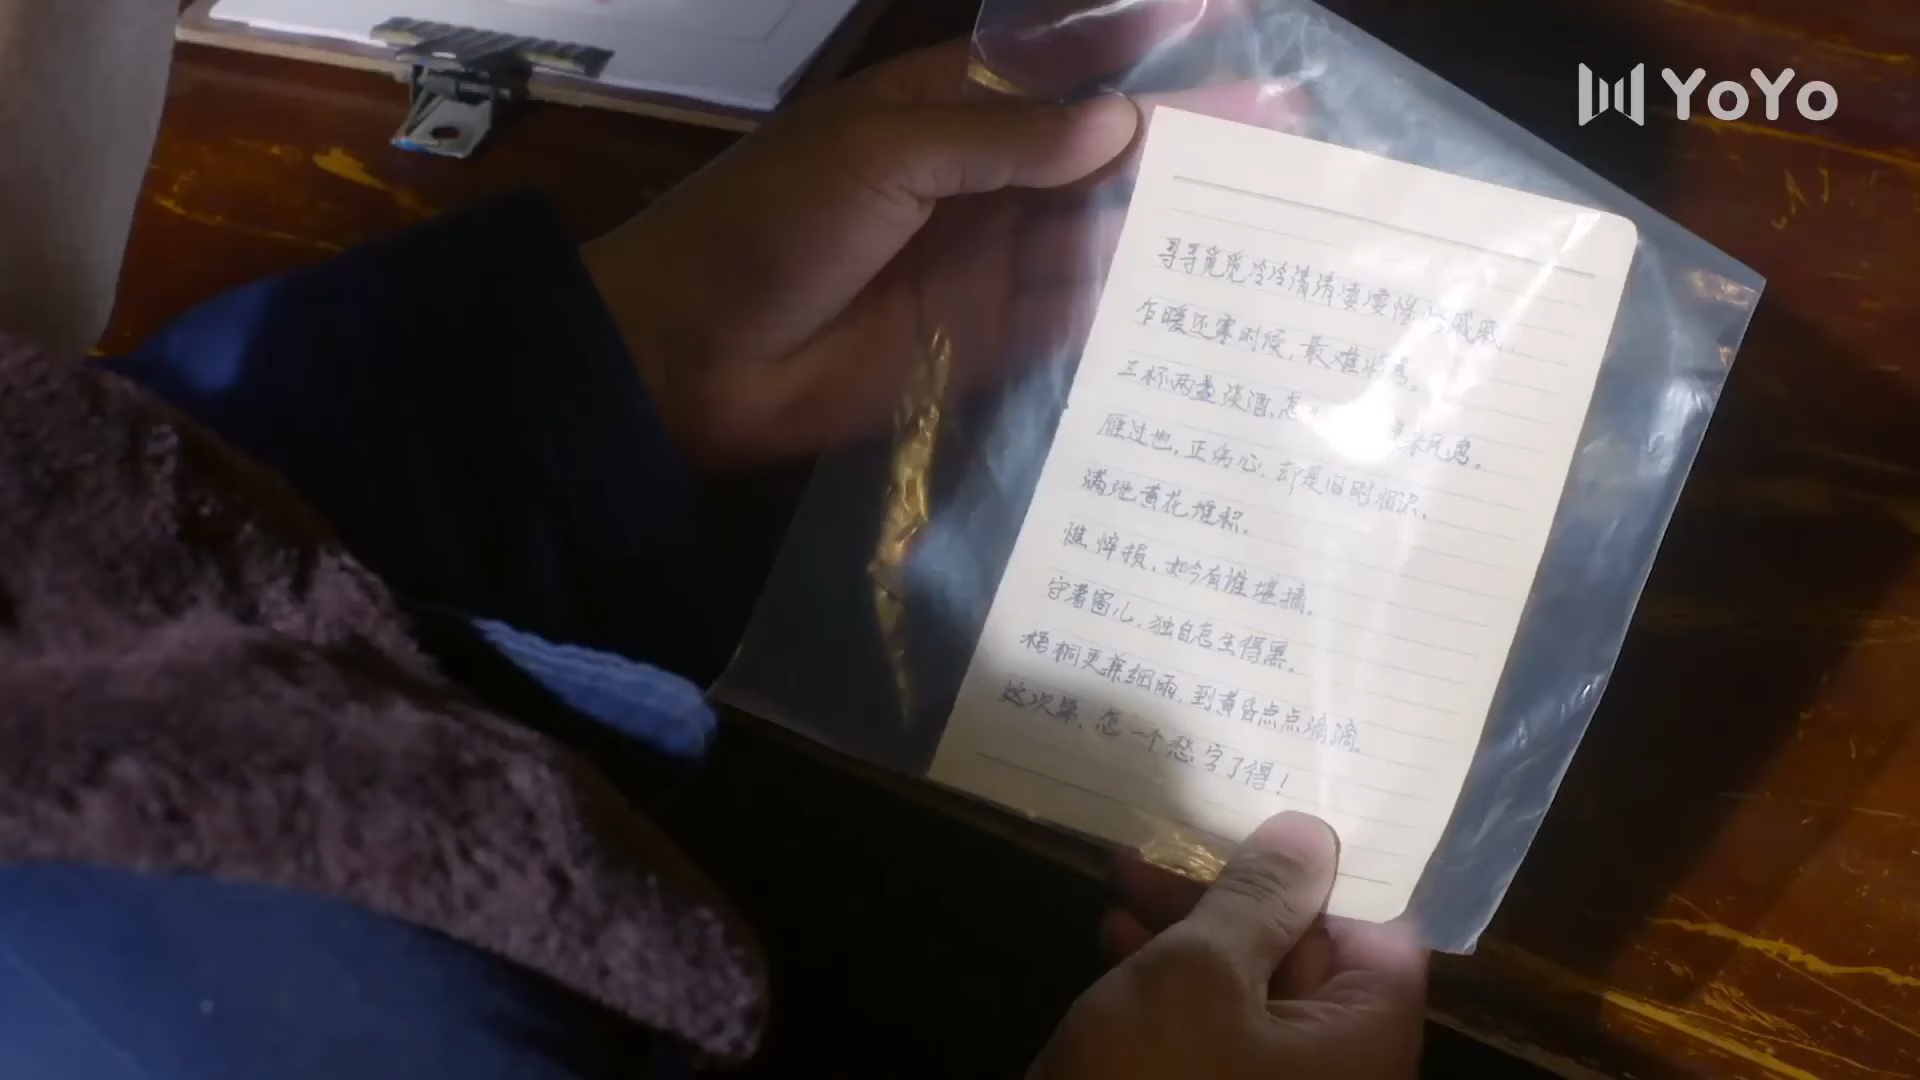 YoYo
寻寻觅觅冷冷清清凄凄惨惨戚戚.
乍暖还寒时候,最难将息。
三杯两盏淡酒,怎 晚来风急。
雁过也,正伤心,却是旧时相识.
满地黄花堆积.
憔悴损,如今有谁堪摘.
守着窗儿,独自怎生得黑.
梧桐更兼细雨,到黄昏点点滴滴.
这次第,怎一个愁字了得!